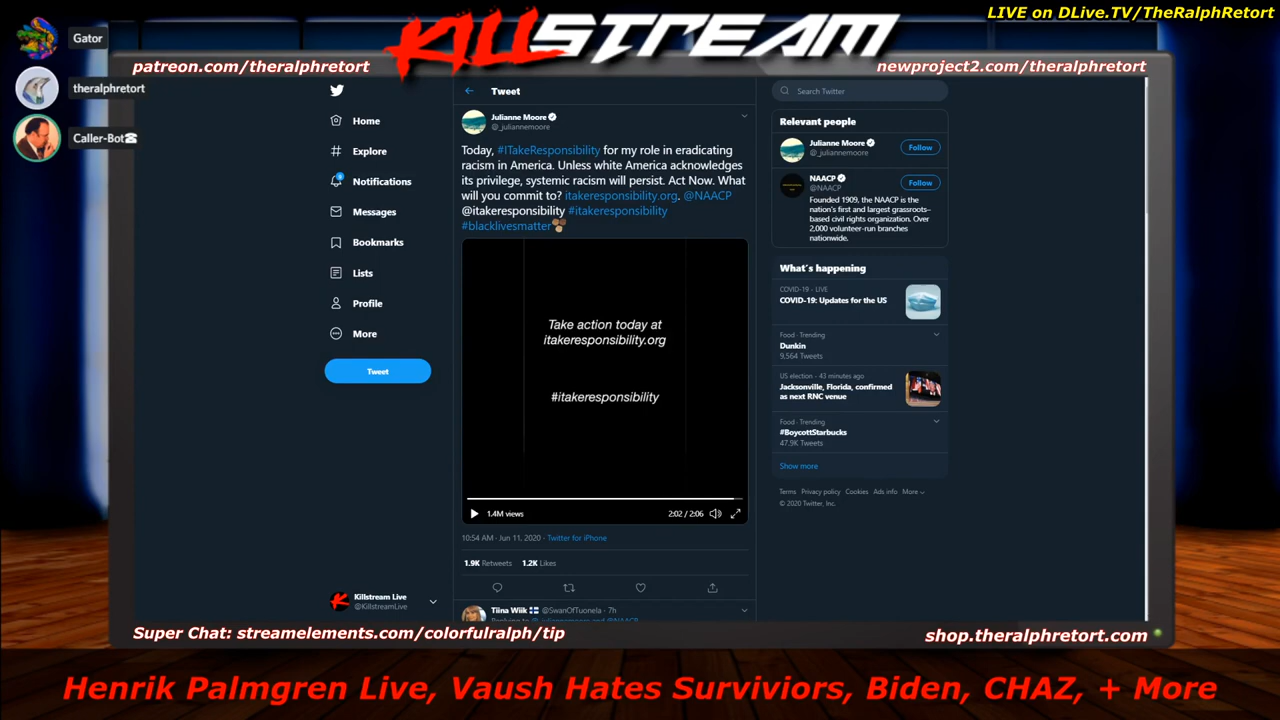 LIVE on DLive.TV/TheRalphRetort
KILLSTREAM
Gator
theralphretort
Caller-Bot☎
patreon.com/theralphretort
newproject2.com/theralphretort
Home
Explore
Notifications
Messages
Bookmarks
Lists
Profile
More
Tweet
Killstream Live
@KillstreamLive
Tweet
Julianne Moore
@_juliannemoore
Today, #ITakeResponsibility for my role in eradicating
racism in America. Unless white America acknowledges
its privilege, systemic racism will persist. Act Now. What
will you commit to? itakeresponsibility.org. @NAACP
@itakeresponsibility #itakeresponsibility
#blacklivesmatter
Take action today at
itakeresponsibility.org
#itakeresponsibility
1.4M views
2:02 / 2:06
10:54 AM · Jun 11, 2020 · Twitter for iPhone
1.9K Retweets 1.2K Likes
Tiina Wiik 🇫🇮 @SwanOfTuonela · 7h
Replying to @_juliannemoore and @NAACP
Search Twitter
Relevant people
Julianne Moore
@_juliannemoore
Follow
NAACP
@NAACP
Follow
Founded 1909, the NAACP is the
nation's first and largest grassroots–
based civil rights organization. Over
2,000 volunteer-run branches
nationwide.
What's happening
COVID-19 · LIVE
COVID-19: Updates for the US
Food · Trending
Dunkin
9,564 Tweets
US election · 43 minutes ago
Jacksonville, Florida, confirmed
as next RNC venue
Food · Trending
#BoycottStarbucks
47.9K Tweets
Show more
Terms Privacy policy Cookies Ads info More
© 2020 Twitter, Inc.
Super Chat: streamelements.com/colorfulralph/tip
shop.theralphretort.com
Henrik Palmgren Live, Vaush Hates Surviviors, Biden, CHAZ, + More